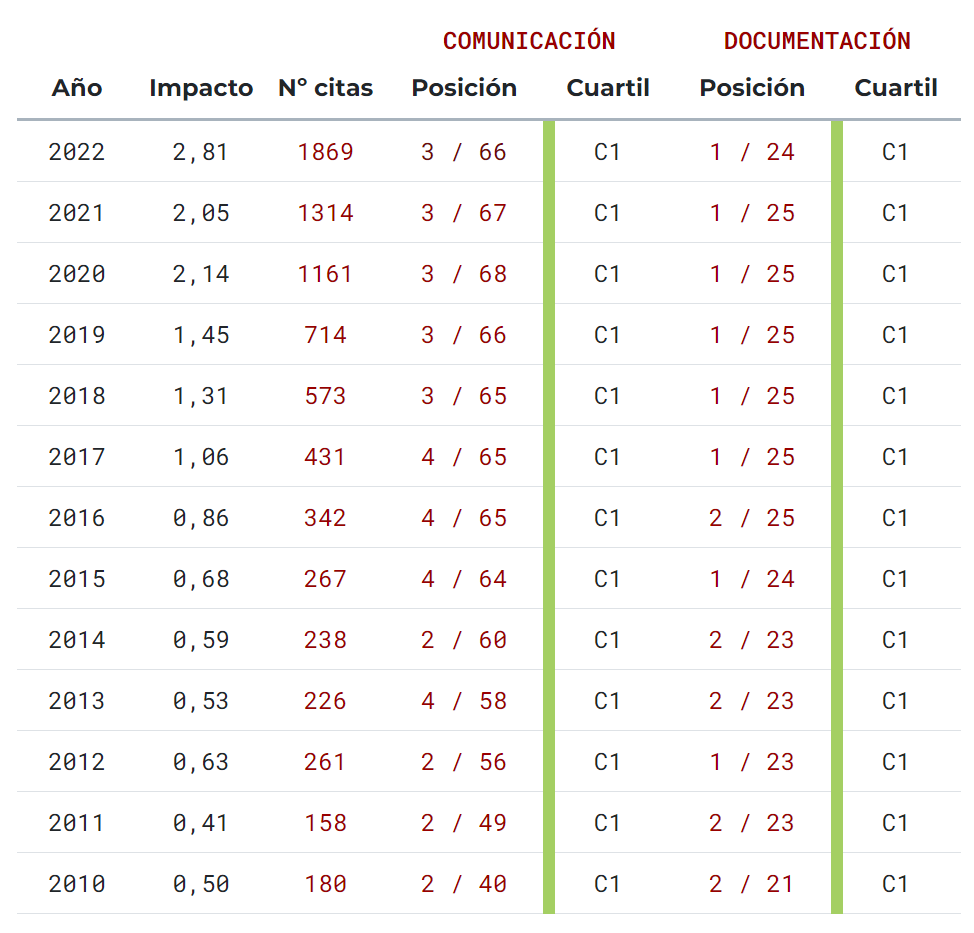 COMUNICACIÓN DOCUMENTACIÓN
Año Impacto Nº citas Posición Cuartil Posición Cuartil
2022 2,81 1869 3 / 66 C1 1 / 24 C1
2021 2,05 1314 3 / 67 C1 1 / 25 C1
2020 2,14 1161 3 / 68 C1 1 / 25 C1
2019 1,45 714 3 / 66 C1 1 / 25 C1
2018 1,31 573 3 / 65 C1 1 / 25 C1
2017 1,06 431 4 / 65 C1 1 / 25 C1
2016 0,86 342 4 / 65 C1 2 / 25 C1
2015 0,68 267 4 / 64 C1 1 / 24 C1
2014 0,59 238 2 / 60 C1 2 / 23 C1
2013 0,53 226 4 / 58 C1 2 / 23 C1
2012 0,63 261 2 / 56 C1 1 / 23 C1
2011 0,41 158 2 / 49 C1 2 / 23 C1
2010 0,50 180 2 / 40 C1 2 / 21 C1